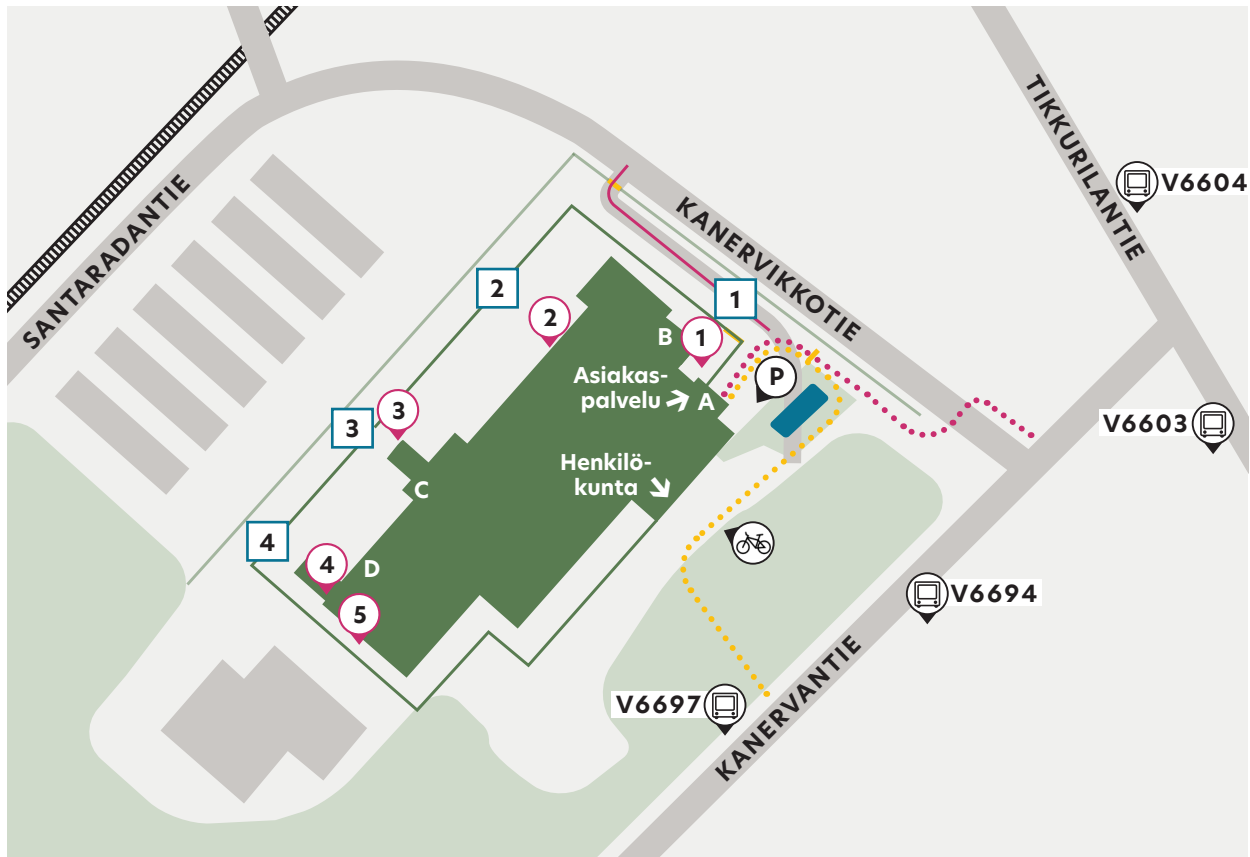 TIKKURILANTIE
V6604
SANTARADANTIE
KANERVIKKOTIE
2
1
2
B
1
Asiakas-
palvelu
A
P
3
3
V6603
Henkilö-
kunta
C
4
4
D
5
V6694
V6697
KANERVANTIE